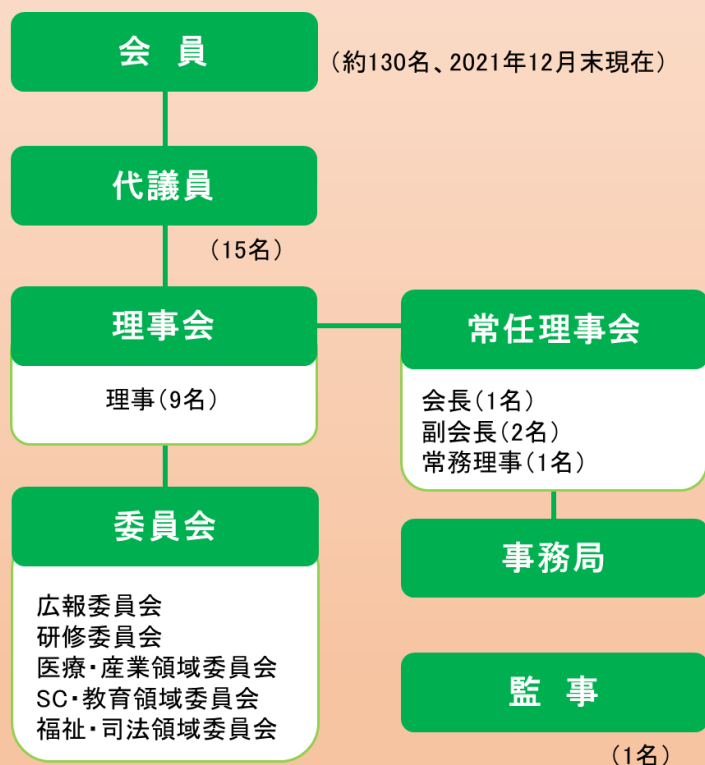 会 員
（約130名、2021年12月末現在）
代議員
（15名）
理事会
理事（9名）
常任理事会
会長（1名）
副会長（2名）
常務理事（1名）
委員会
広報委員会
研修委員会
医療・産業領域委員会
SC・教育領域委員会
福祉・司法領域委員会
事務局
監 事
（1名）